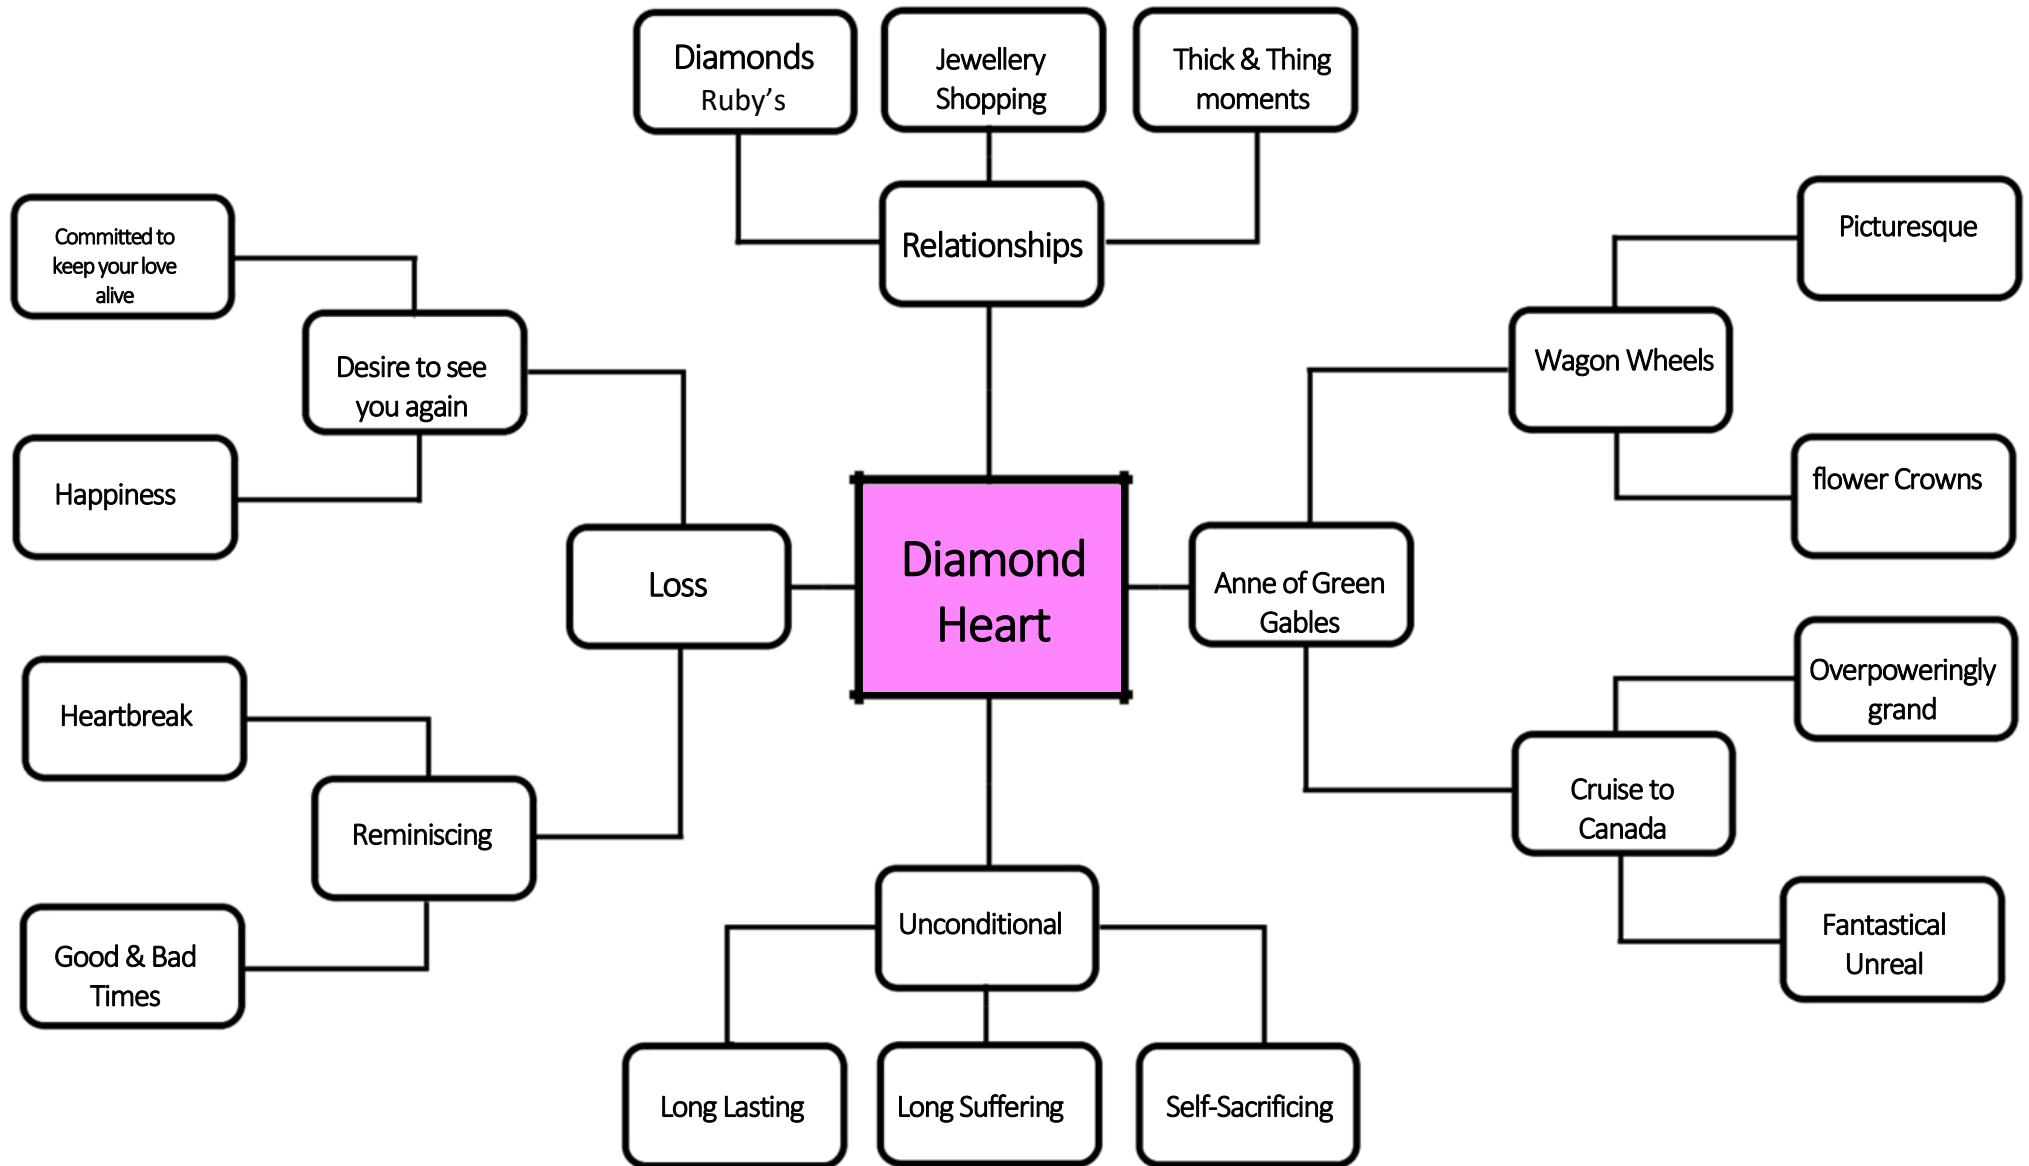 Diamonds
Ruby’s
Jewellery
Shopping
Thick & Thing
moments
Relationships
Committed to
keep your love
alive
Desire to see
you again
Happiness
Picturesque
Wagon Wheels
flower Crowns
Diamond
Heart
Loss
Anne of Green
Gables
Heartbreak
Reminiscing
Good & Bad
Times
Overpoweringly
grand
Cruise to
Canada
Fantastical
Unreal
Unconditional
Long Lasting
Long Suffering
Self-Sacrificing